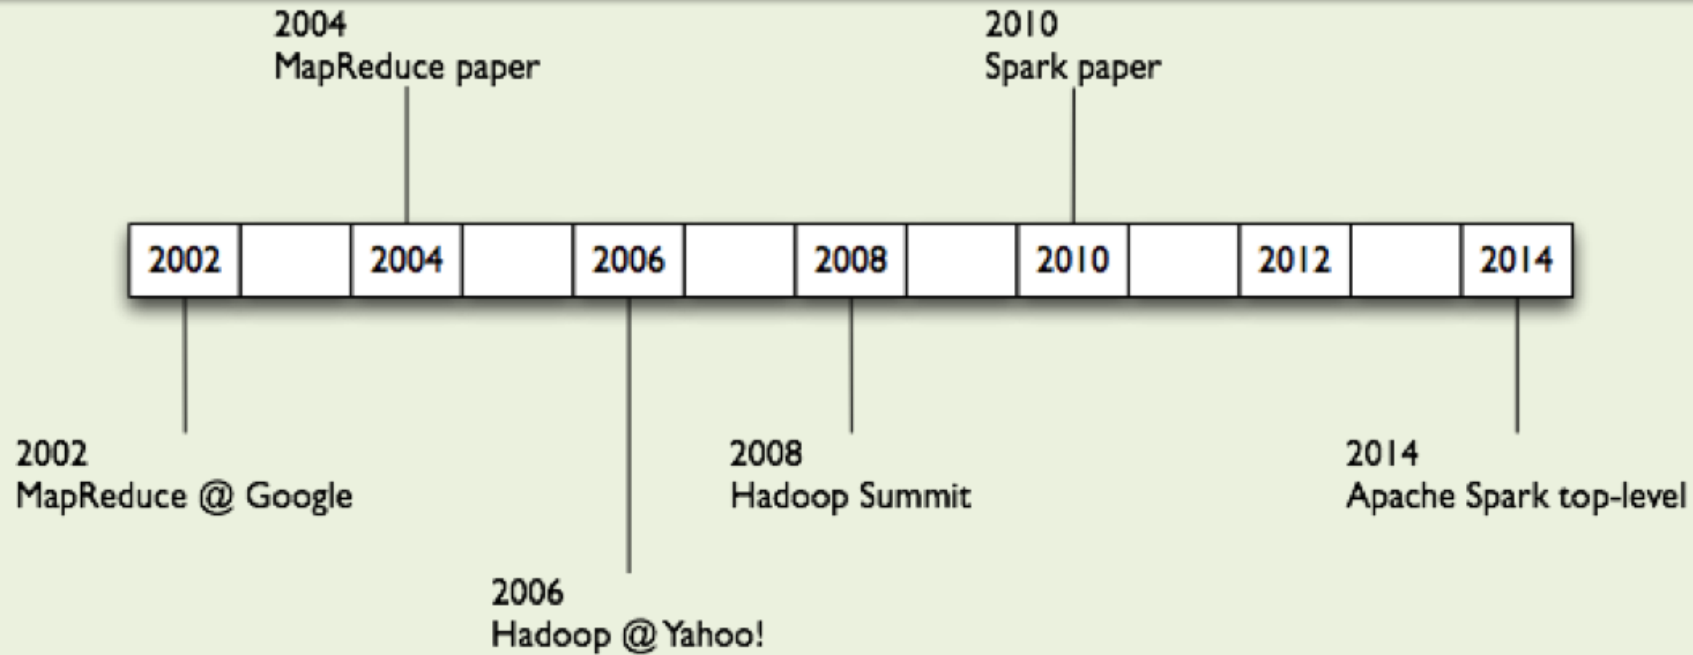 2004
MapReduce paper
2010
Spark paper
2002
2004
2006
2008
2010
2012
2014
2002
MapReduce @ Google
2008
Hadoop Summit
2014
Apache Spark top-level
2006
Hadoop @ Yahoo!